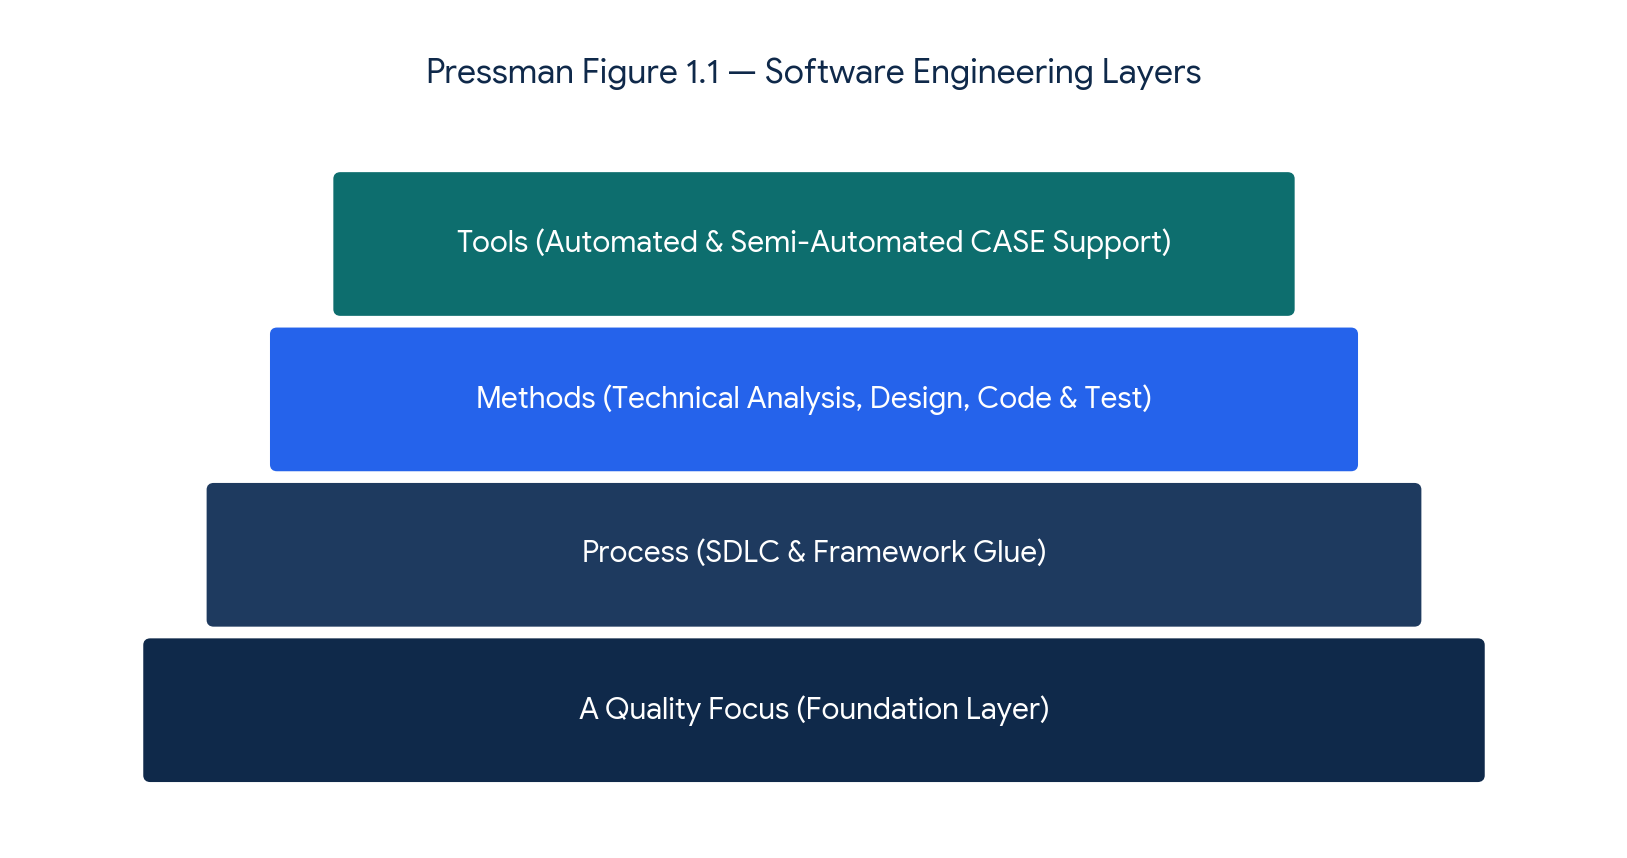 Pressman Figure 1.1 — Software Engineering Layers
Tools (Automated & Semi-Automated CASE Support)
Methods (Technical Analysis, Design, Code & Test)
Process (SDLC & Framework Glue)
A Quality Focus (Foundation Layer)